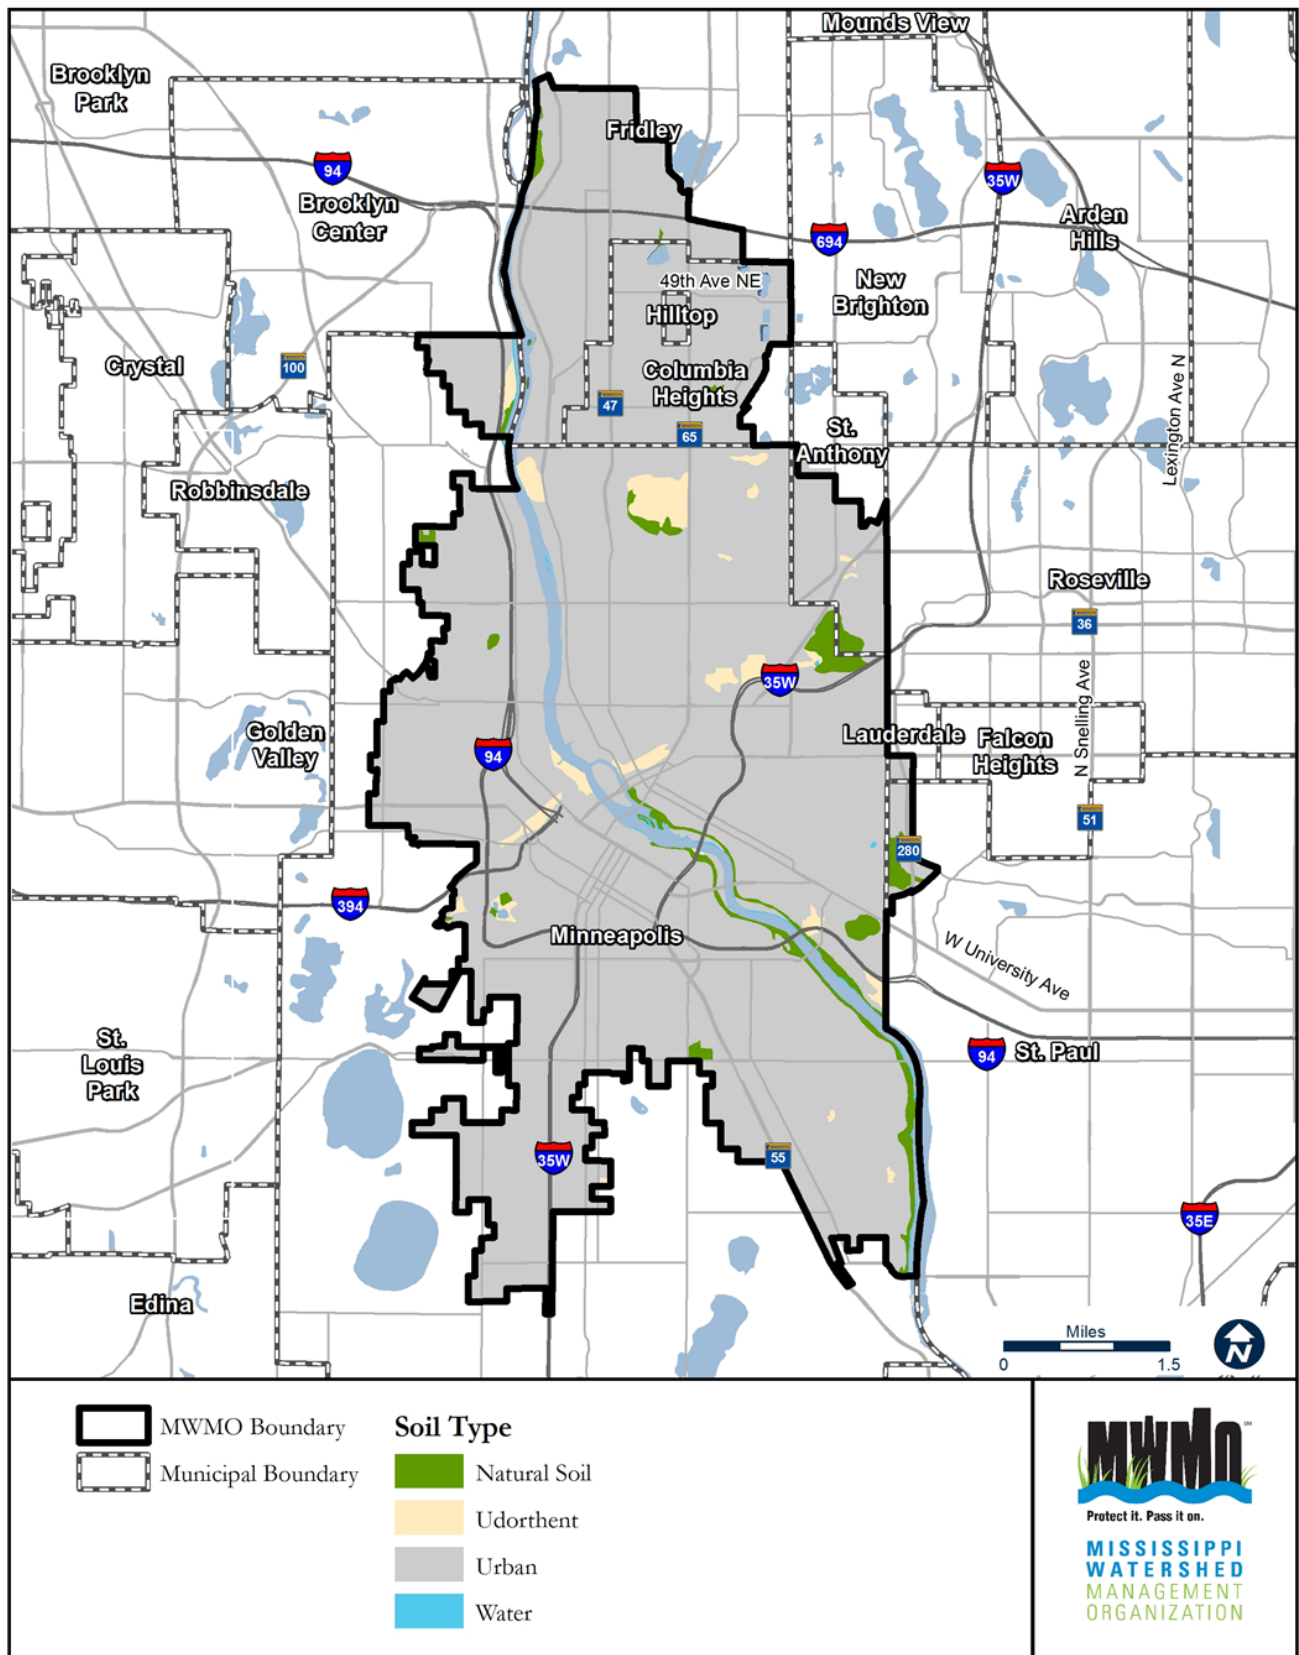 Mounds View
Brooklyn
Park
Fridley
94
35W
Brooklyn
Center
Arden
Hills
694
49th Ave NE
New
Brighton
Hilltop
Crystal
100
Columbia
Heights
47
65
St.
Anthony
Lexington Ave N
Robbinsdale
Roseville
36
35W
N Snelling Ave
Golden
Valley
94
Lauderdale
Falcon
Heights
51
280
394
Minneapolis
W University Ave
St.
Louis
Park
94
St. Paul
35W
55
35E
Edina
Miles
0
1.5
N
MWMO Boundary
Municipal Boundary
Soil Type
Natural Soil
Udorthent
Urban
Water
MWMO
Protect it. Pass it on.
MISSISSIPPI
WATERSHED
MANAGEMENT
ORGANIZATION